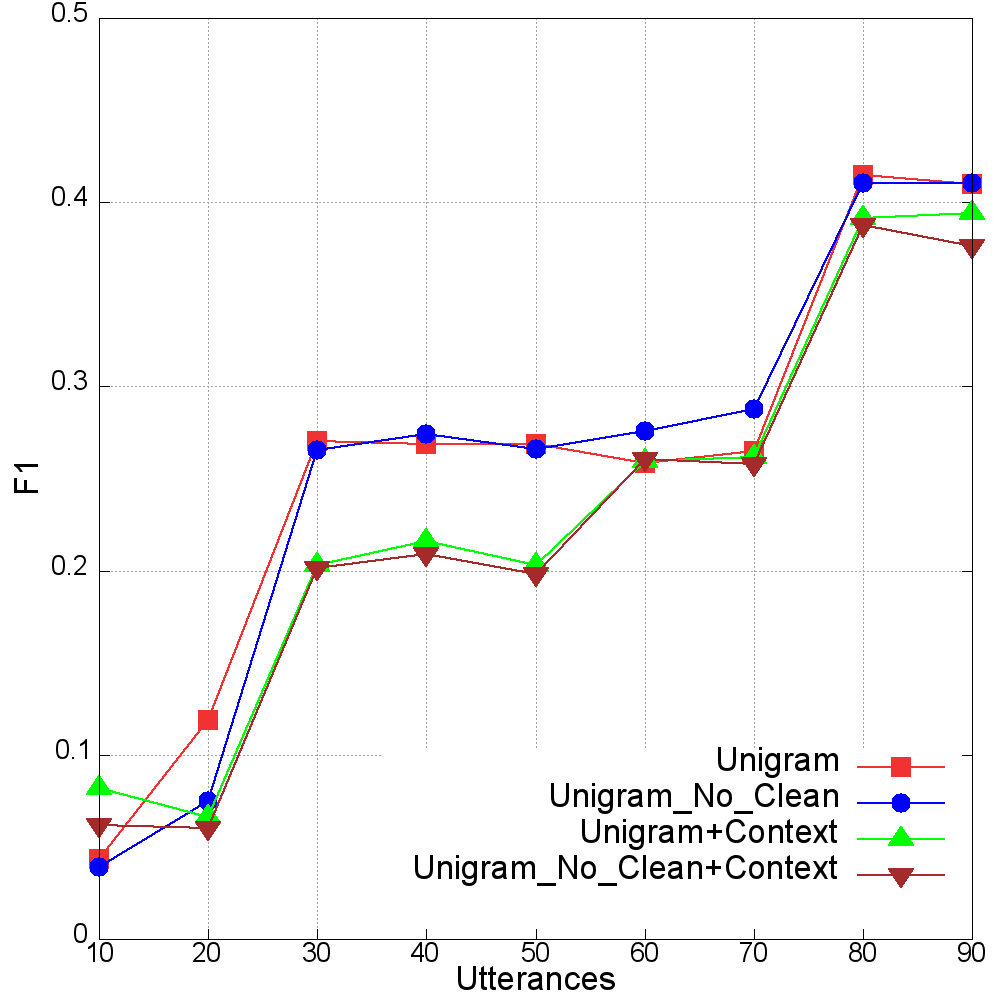 0.5
0.4
0.3
0.2
0.1
0
F1
Unigram
Unigram_No_Clean
Unigram+Context
Unigram_No_Clean+Context
10 20 30 40 50 60 70 80 90
Utterances